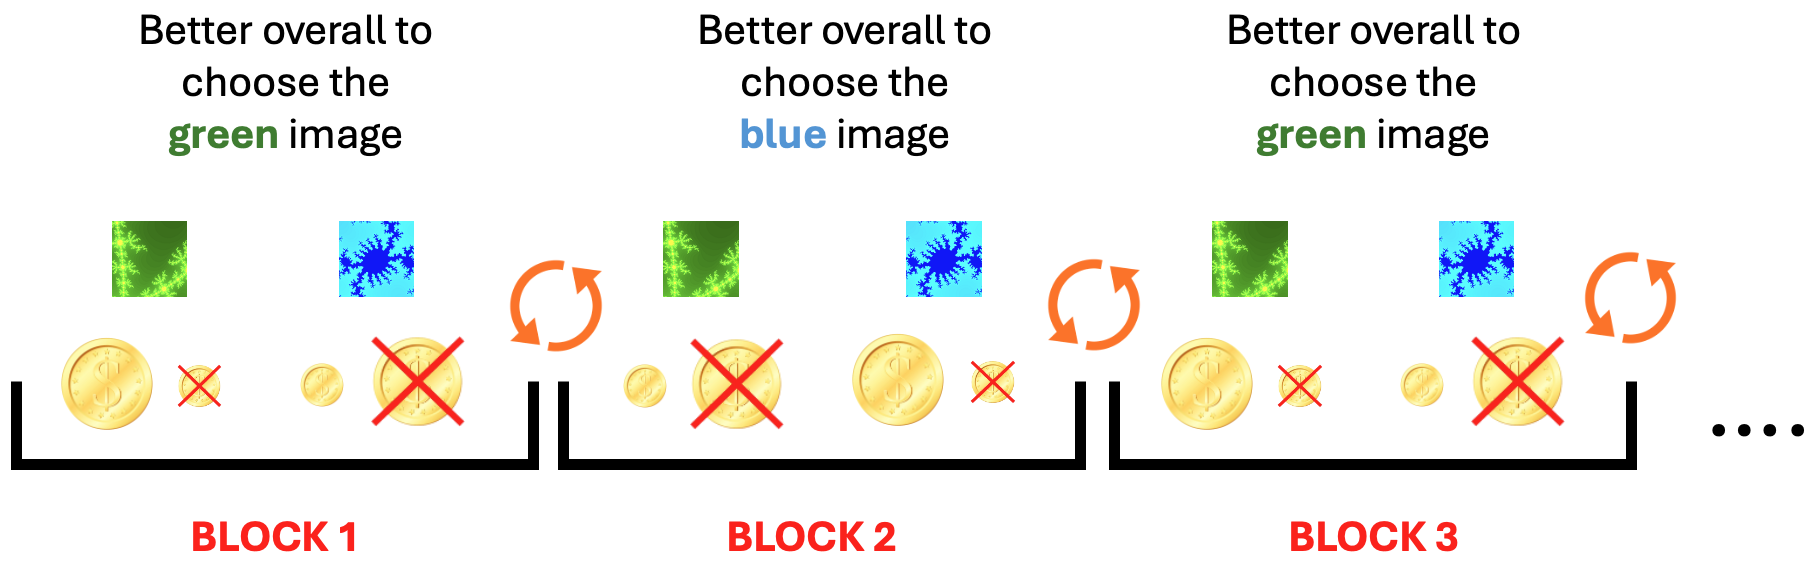 Better overall to
choose the
green image
Better overall to
choose the
blue image
Better overall to
choose the
green image
BLOCK 1
BLOCK 2
BLOCK 3